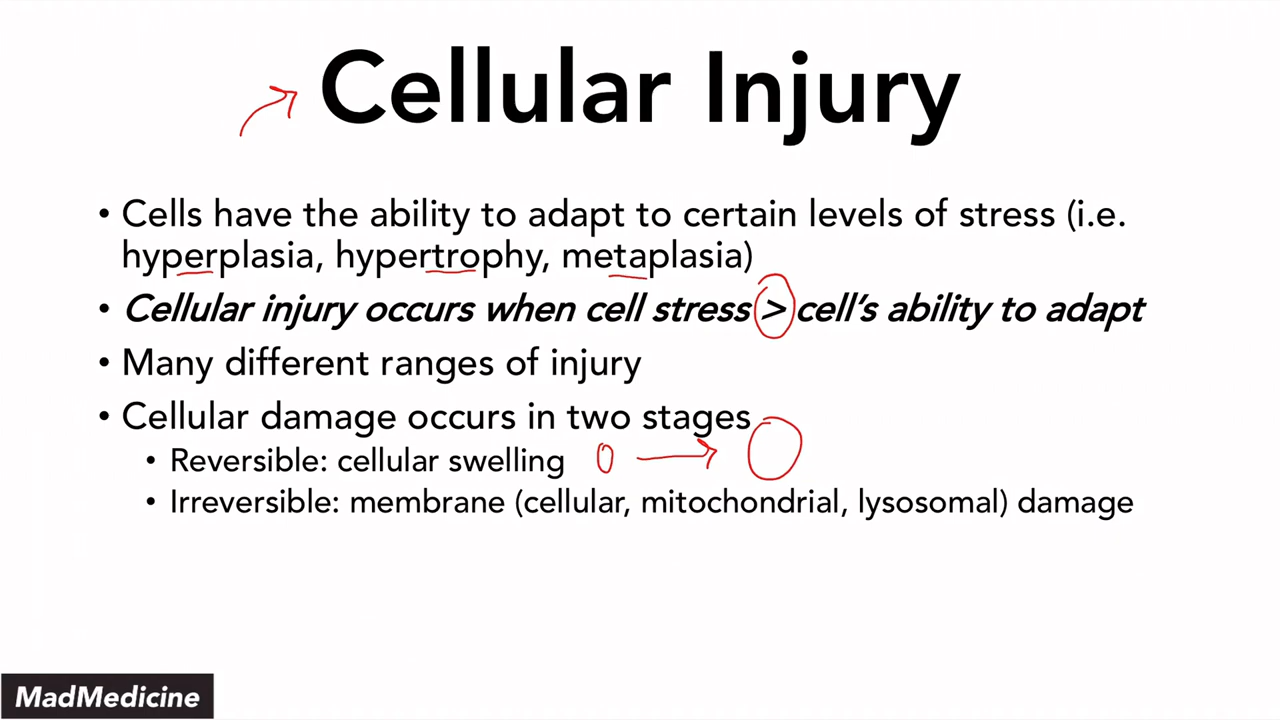 Cellular Injury
• Cells have the ability to adapt to certain levels of stress (i.e.
hyperplasia, hypertrophy, metaplasia)
• Cellular injury occurs when cell stress > cell's ability to adapt
• Many different ranges of injury
• Cellular damage occurs in two stages
• Reversible: cellular swelling
• Irreversible: membrane (cellular, mitochondrial, lysosomal) damage
MadMedicine